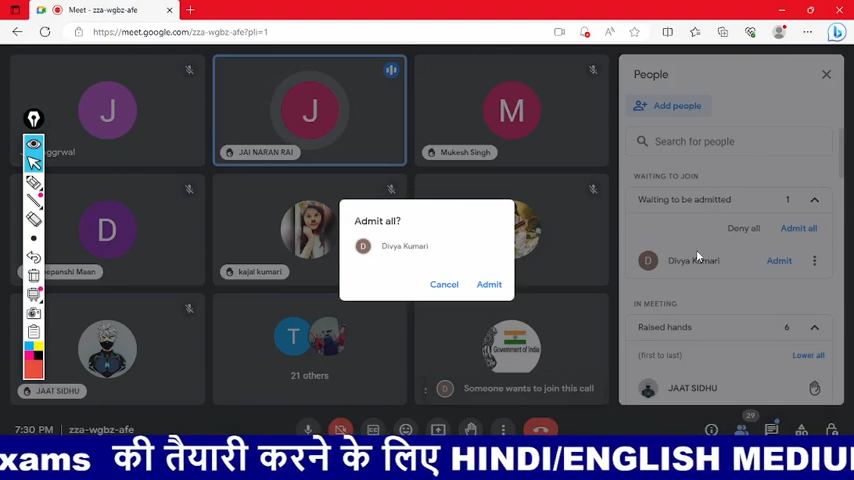 Meet - zza-wgbz-afe
https://meet.google.com/zza-wgbz-afe?pli=1
J
J
M
JAI NARAN RAI
Mukesh Singh
D
kajal kumari
JAAT SIDHU
T
21 others
Government of India
D
Someone wants to join this call
Admit all?
D
Divya Kumari
Cancel
Admit
People
Add people
Search for people
WAITING TO JOIN
Waiting to be admitted 1
Deny all Admit all
D Divya Kumari Admit
IN MEETING
Raised hands 6
(first to last) Lower all
JAAT SIDHU
29
7:30 PM | zza-wgbz-afe
की तैयारी करने के लिए HINDI/ENGLISH